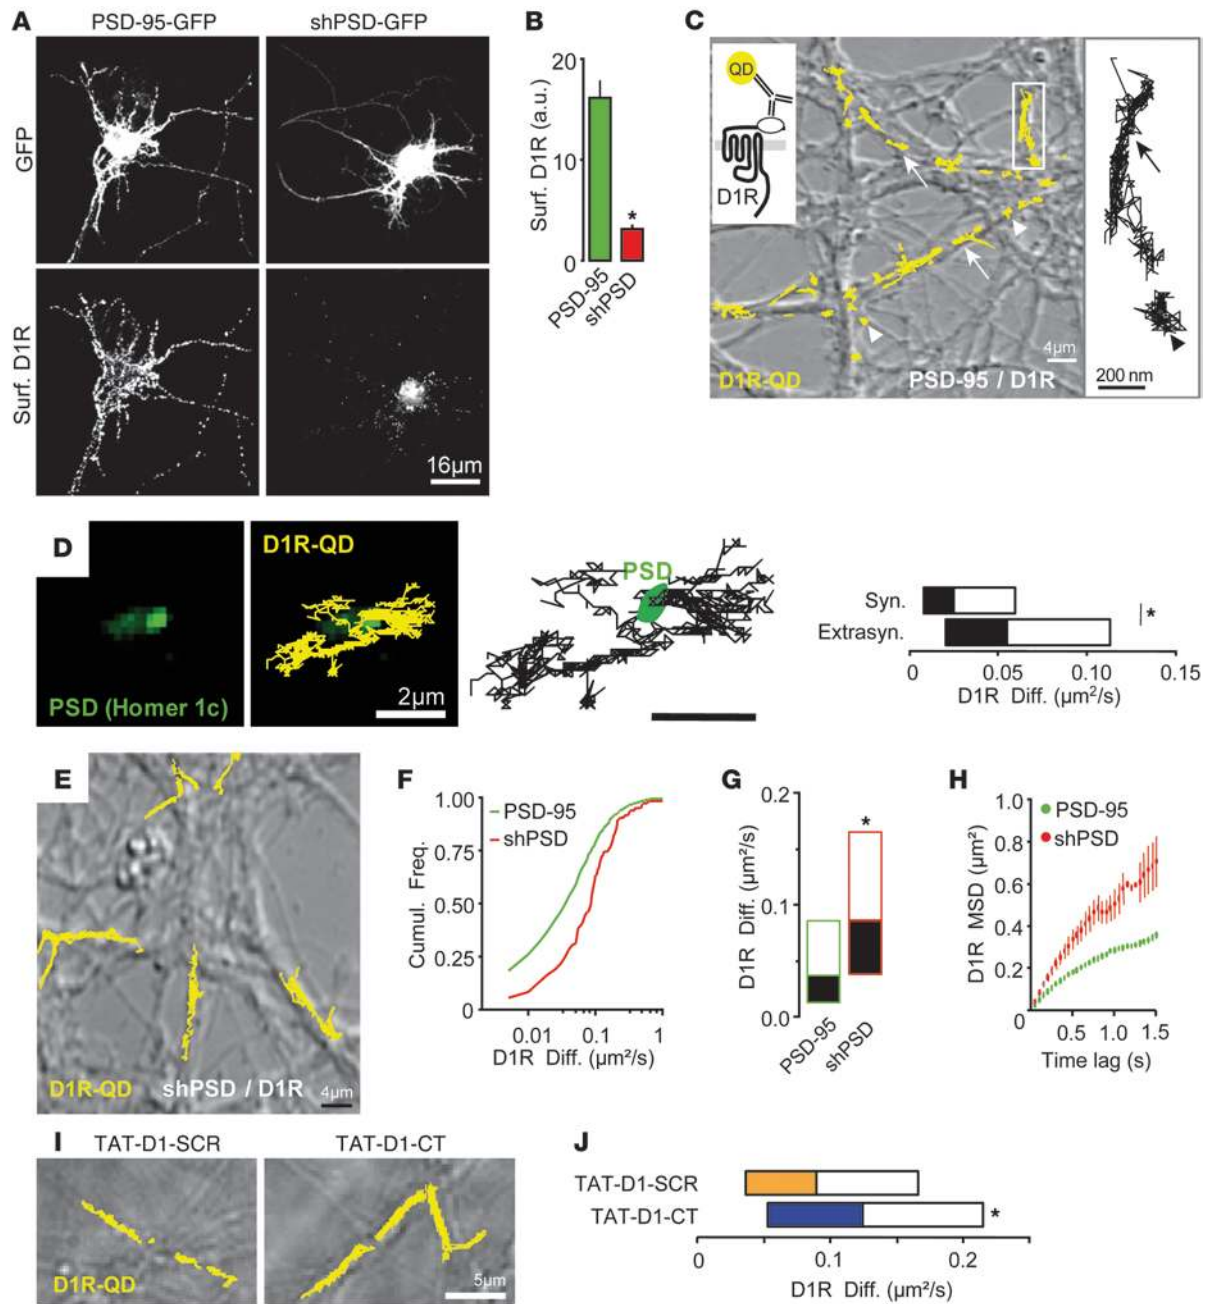 A
PSD-95-GFP
shPSD-GFP
GFP
Surf. D1R
16µm
B
Surf. D1R (a.u.)
20
10
0
*
PSD-95
shPSD
C
QD
D1R
D1R-QD
PSD-95 / D1R
4µm
200 nm
D
PSD (Homer 1c)
D1R-QD
2µm
PSD
Syn.
Extrasyn.
*
0
0.05
0.10
0.15
D1R Diff. (µm²/s)
E
D1R-QD
shPSD / D1R
4µm
F
Cumul. Freq.
1.00
0.75
0.50
0.25
0
PSD-95
shPSD
0.01
0.1
1
D1R Diff. (µm²/s)
G
D1R Diff. (µm²/s)
0.2
0.1
0.0
*
PSD-95
shPSD
H
D1R MSD (µm²)
1.0
0.8
0.6
0.4
0.2
0
PSD-95
shPSD
0.5
1.0
1.5
Time lag (s)
I
TAT-D1-SCR
TAT-D1-CT
D1R-QD
5µm
J
TAT-D1-SCR
TAT-D1-CT
*
0
0.1
0.2
D1R Diff. (µm²/s)